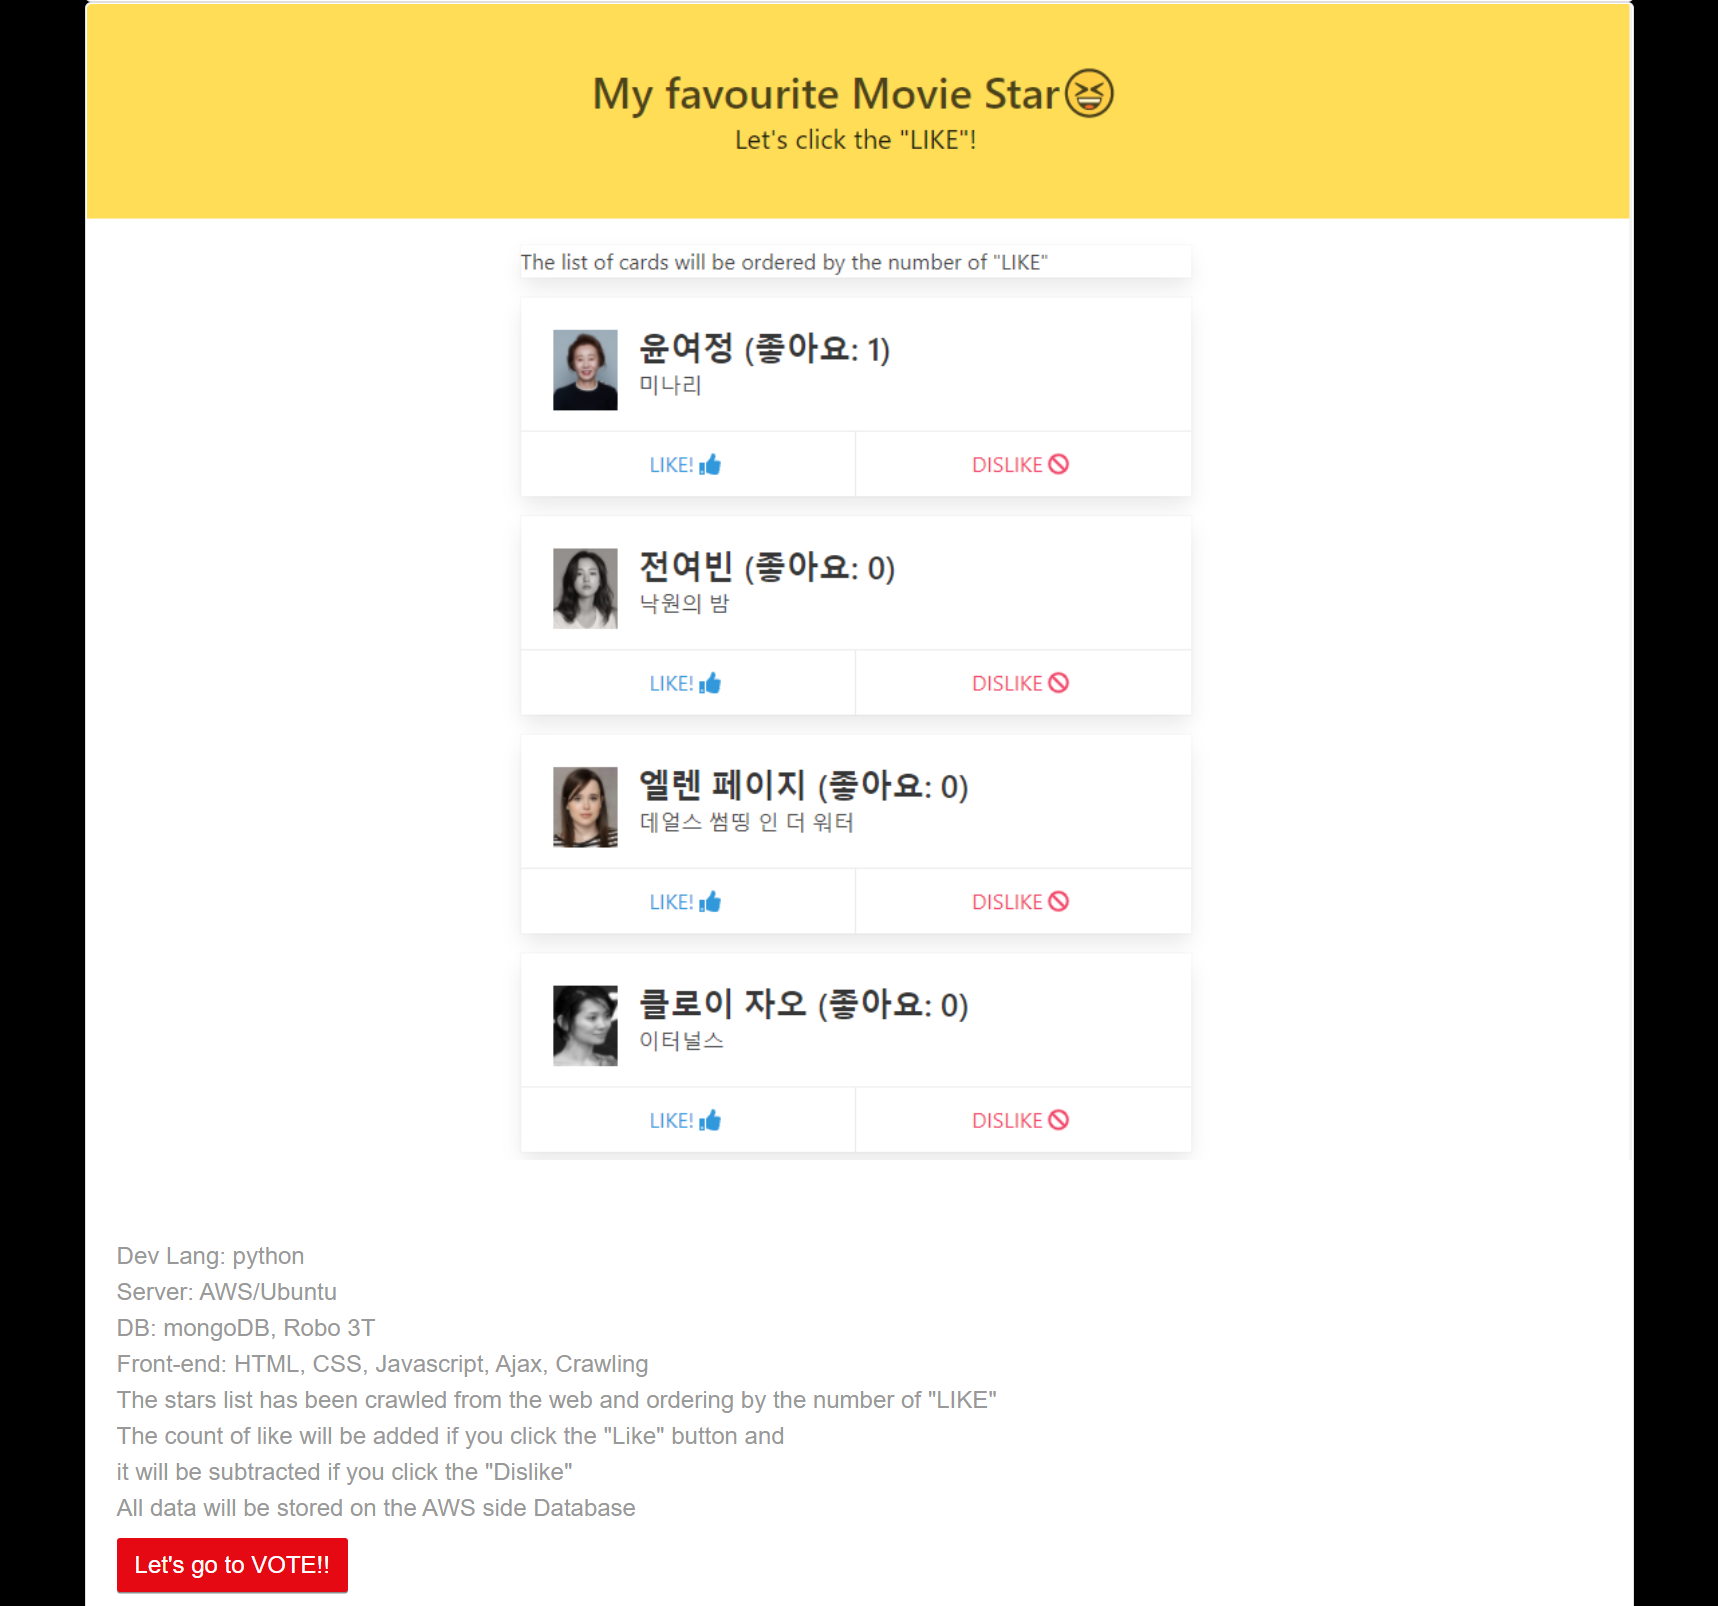 My favourite Movie Star😆
Let's click the "LIKE"!
The list of cards will be ordered by the number of "LIKE"
윤여정 (좋아요: 1)
미나리
LIKE! DISLIKE
전여빈 (좋아요: 0)
낙원의 밤
LIKE! DISLIKE
엘렌 페이지 (좋아요: 0)
데얼스 썸띵 인 더 워터
LIKE! DISLIKE
클로이 자오 (좋아요: 0)
이터널스
LIKE! DISLIKE
Dev Lang: python
Server: AWS/Ubuntu
DB: mongoDB, Robo 3T
Front-end: HTML, CSS, Javascript, Ajax, Crawling
The stars list has been crawled from the web and ordering by the number of "LIKE"
The count of like will be added if you click the "Like" button and
it will be subtracted if you click the "Dislike"
All data will be stored on the AWS side Database
Let's go to VOTE!!